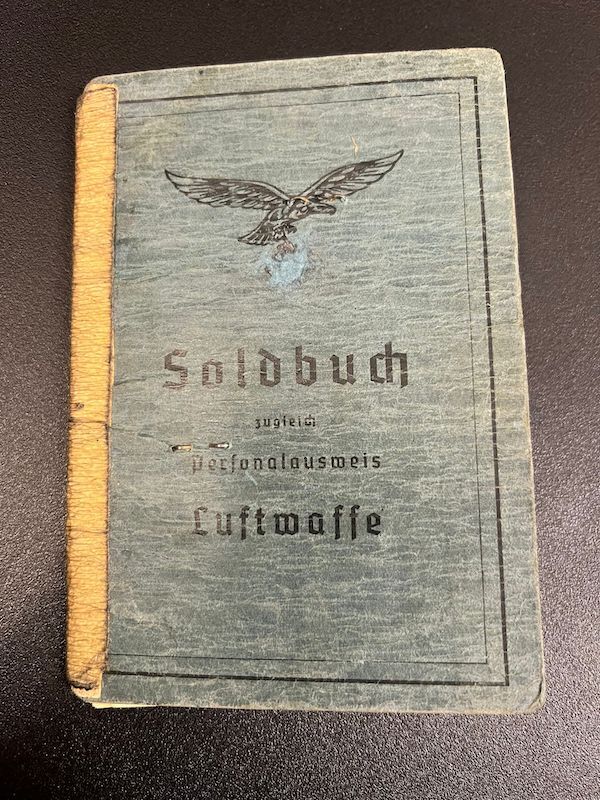 Soldbuch
zugleich
Personalausweis
Luftwaffe